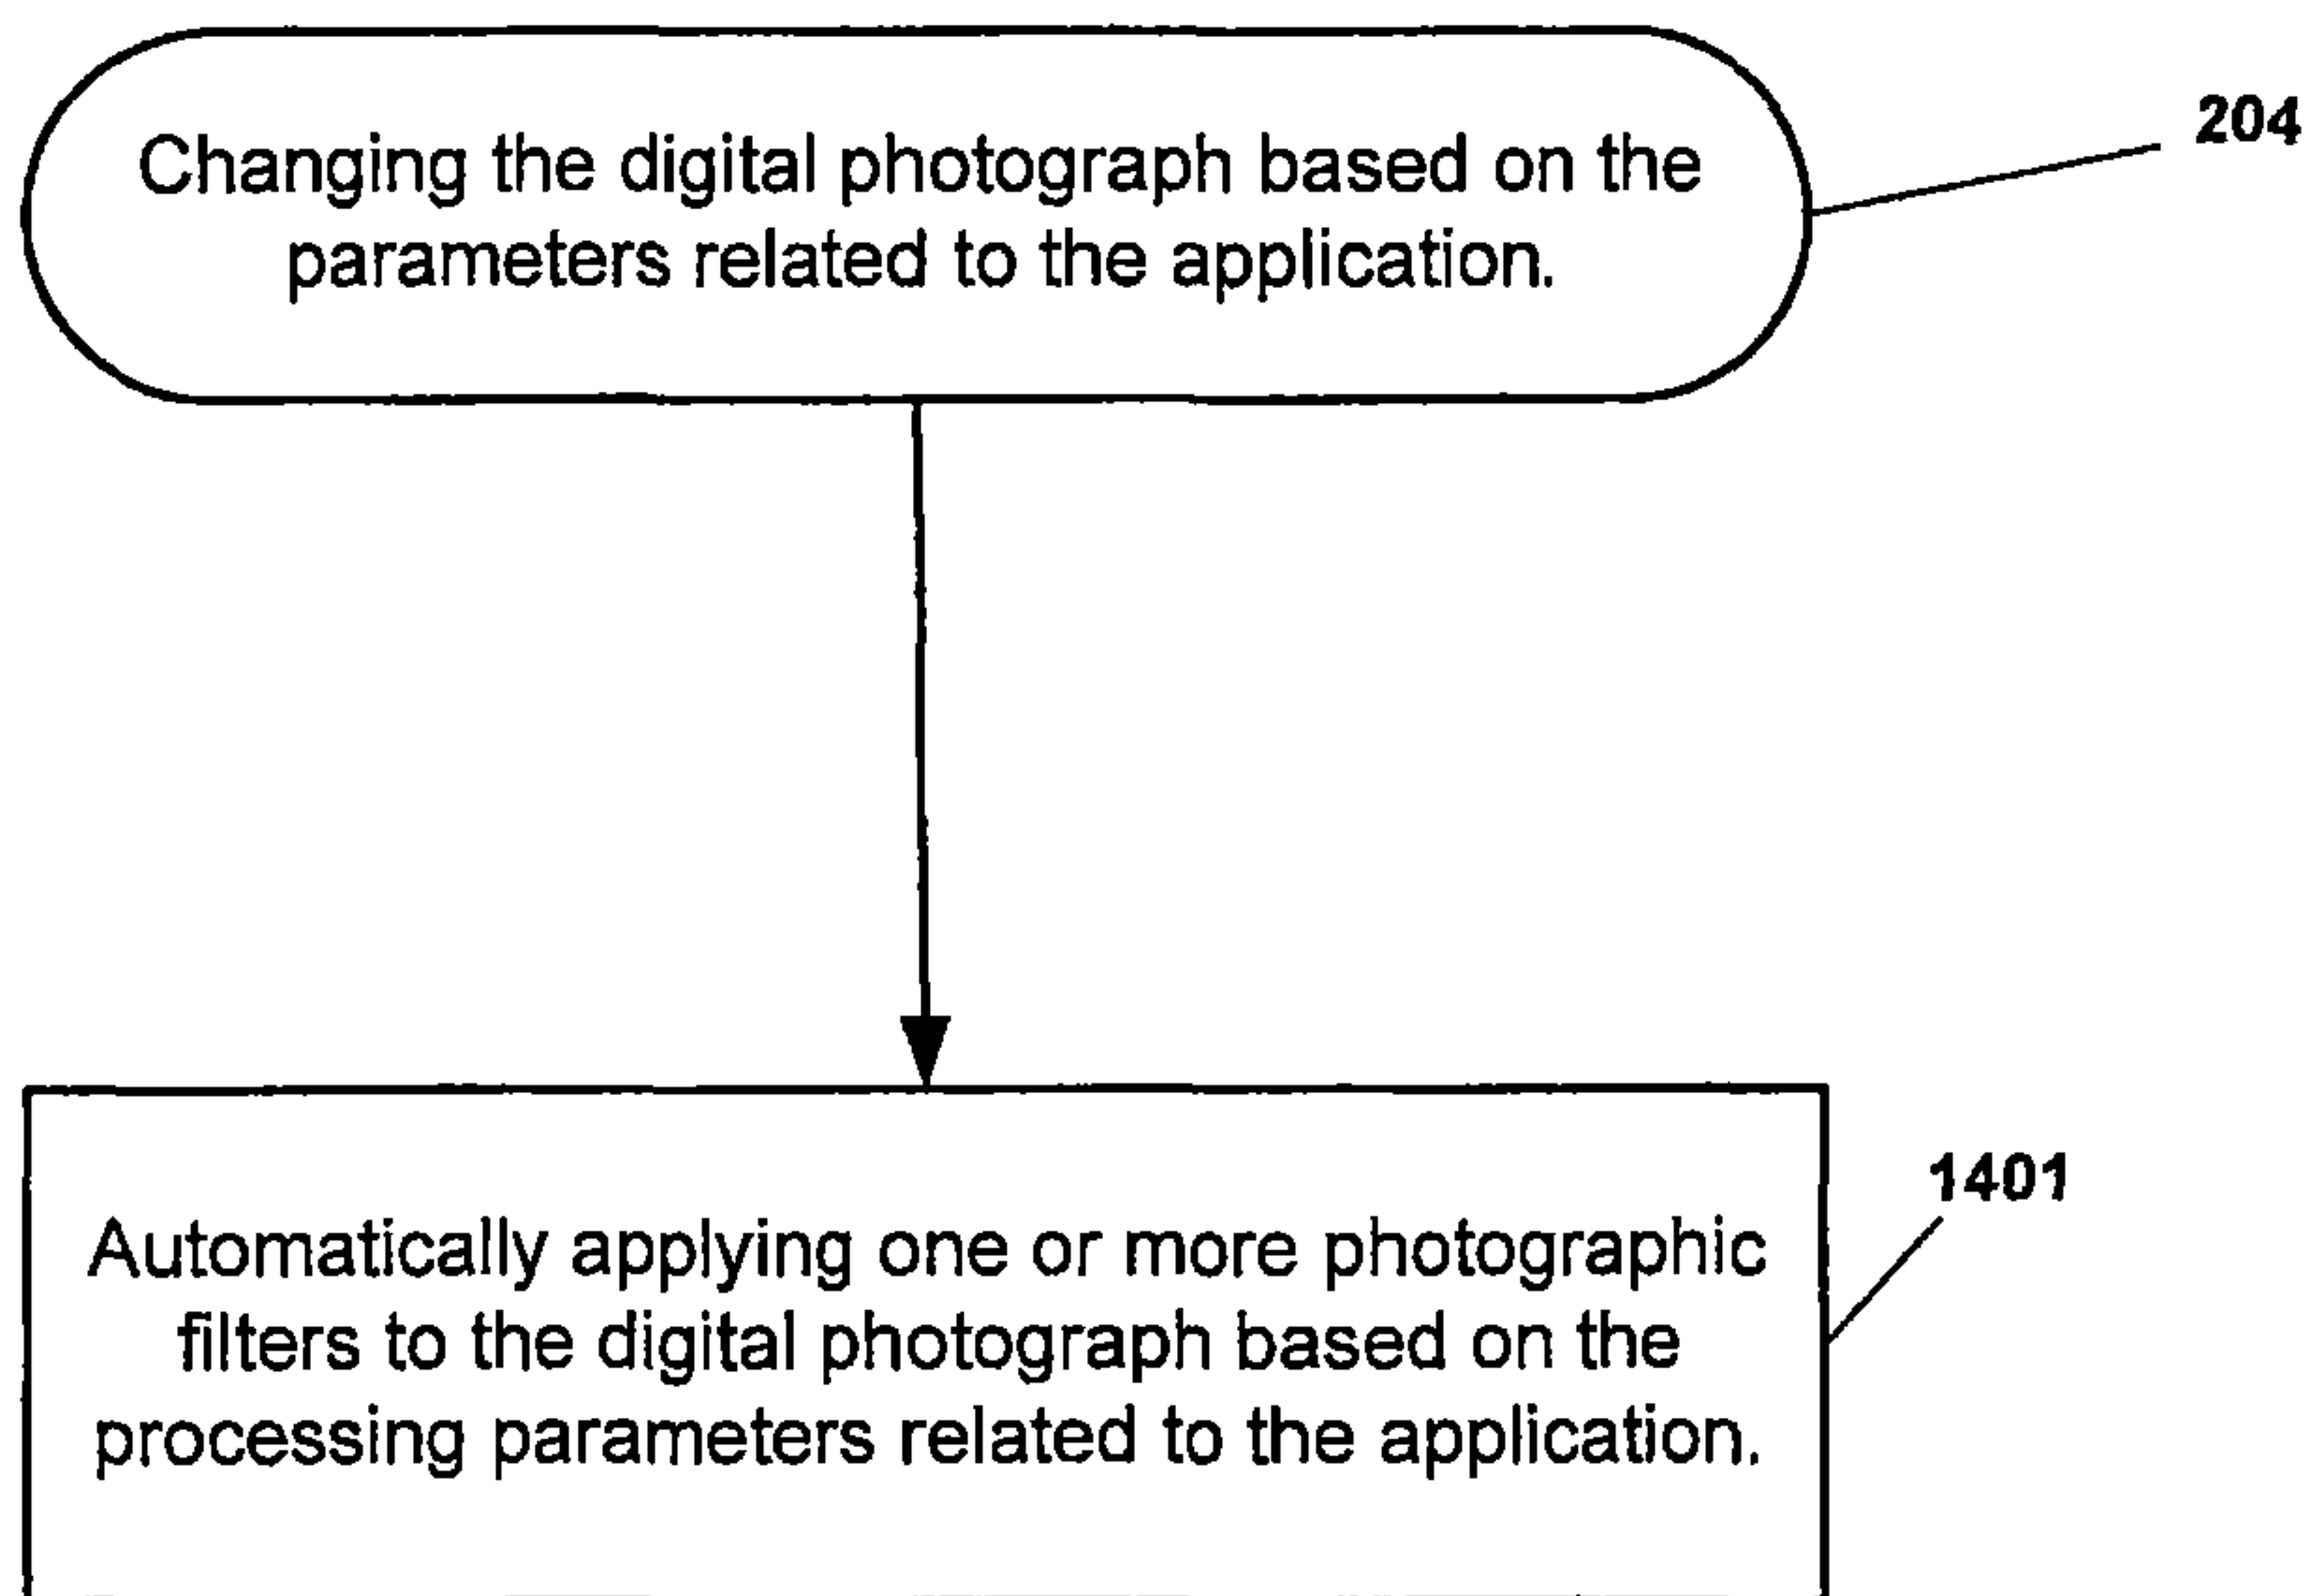 Changing the digital photograph based on the
parameters related to the application.
204
1401
Automatically applying one or more photographic
filters to the digital photograph based on the
processing parameters related to the application.